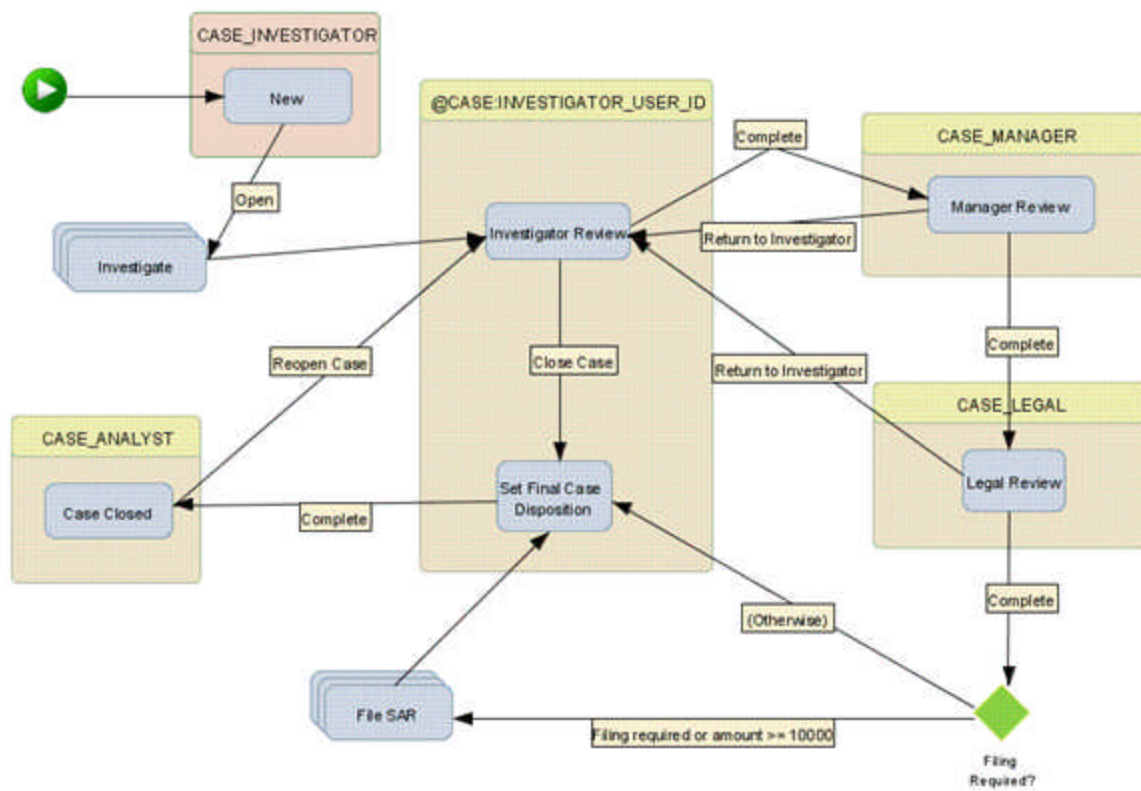 CASE_INVESTIGATOR
New
Open
Investigate
@CASE:INVESTIGATOR_USER_ID
Investigator Review
Complete
CASE_MANAGER
Manager Review
Return to Investigator
Reopen Case
Close Case
Complete
Return to Investigator
CASE_LEGAL
Legal Review
CASE_ANALYST
Case Closed
Complete
Set Final Case
Disposition
Complete
(Otherwise)
File SAR
Filing required or amount >= 10000
Filing
Required?